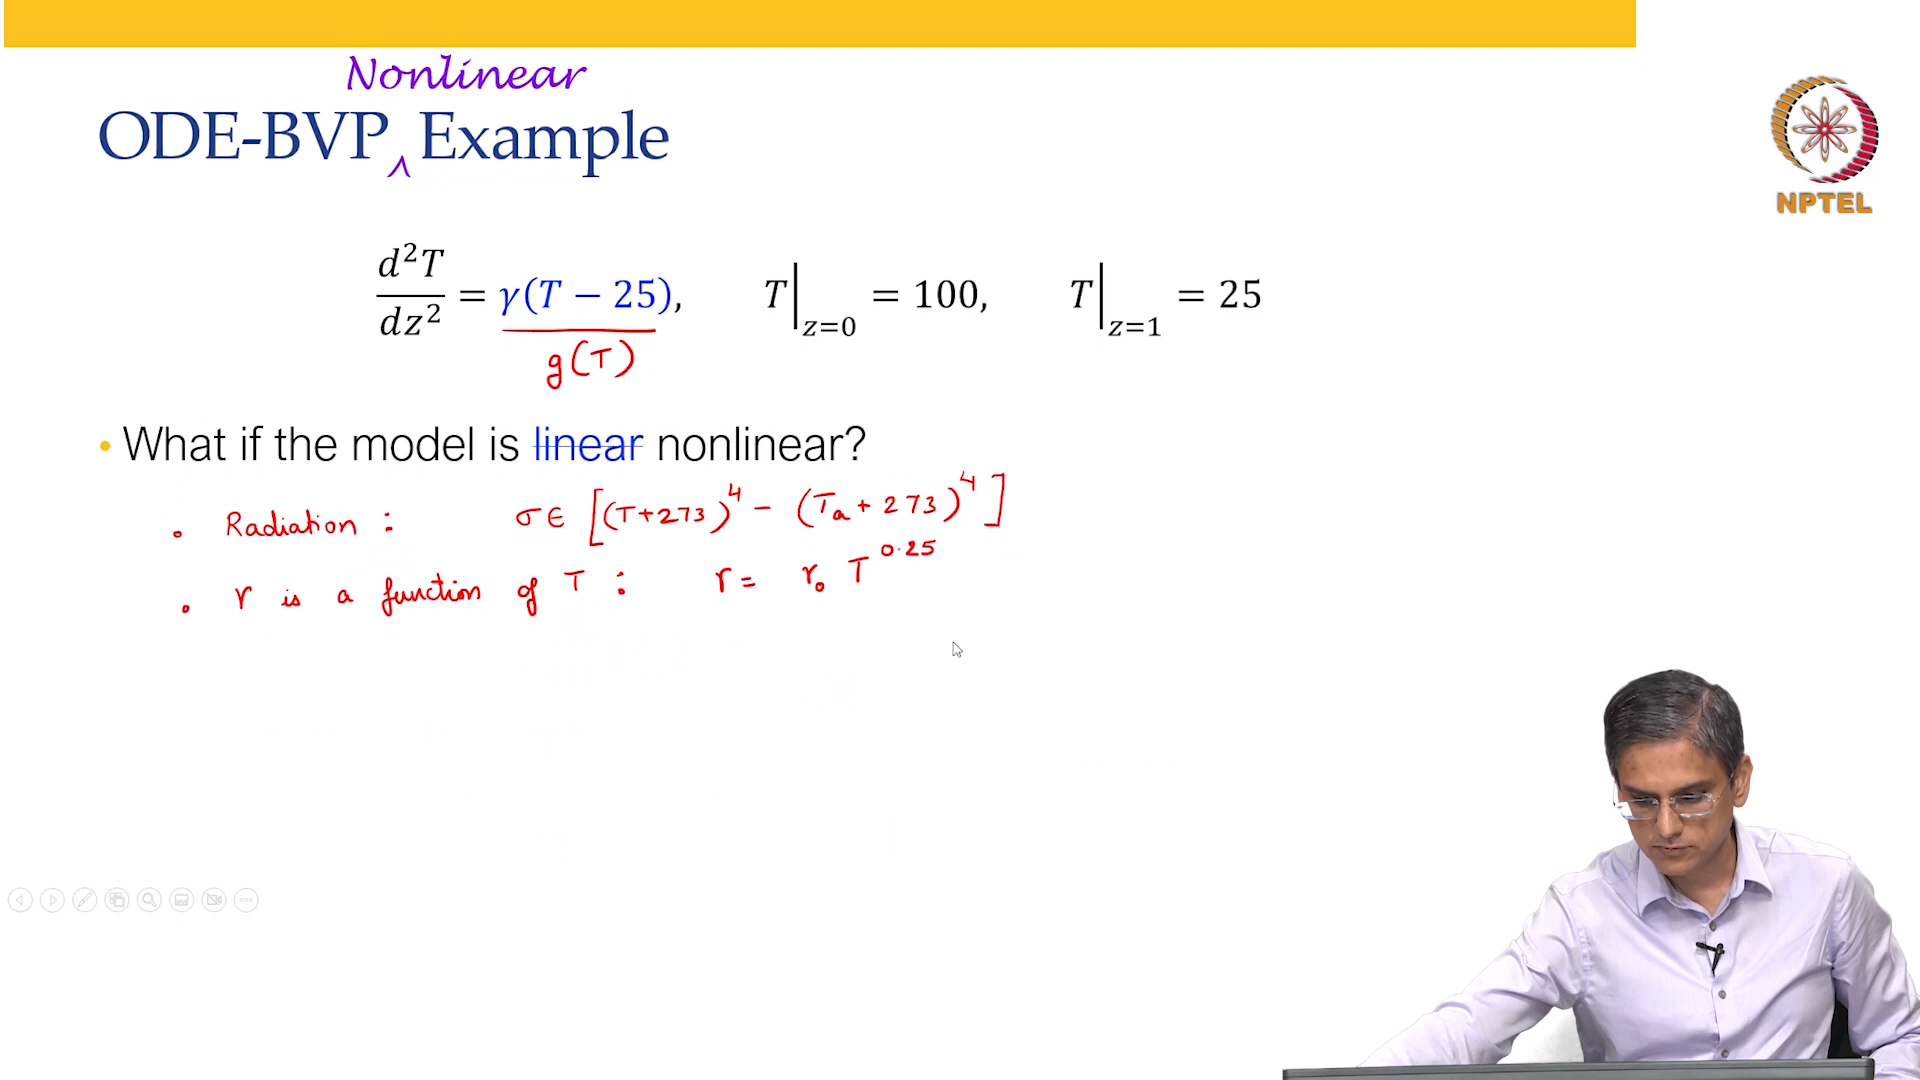 Nonlinear
ODE-BVP ^ Example
NPTEL
d²T/dz² = γ(T − 25), T|z=0 = 100, T|z=1 = 25
g(T)
• What if the model is linear nonlinear?
• Radiation : σϵ [(T+273)⁴ − (Ta + 273)⁴]
• γ is a function of T : γ = γ₀ T^0.25